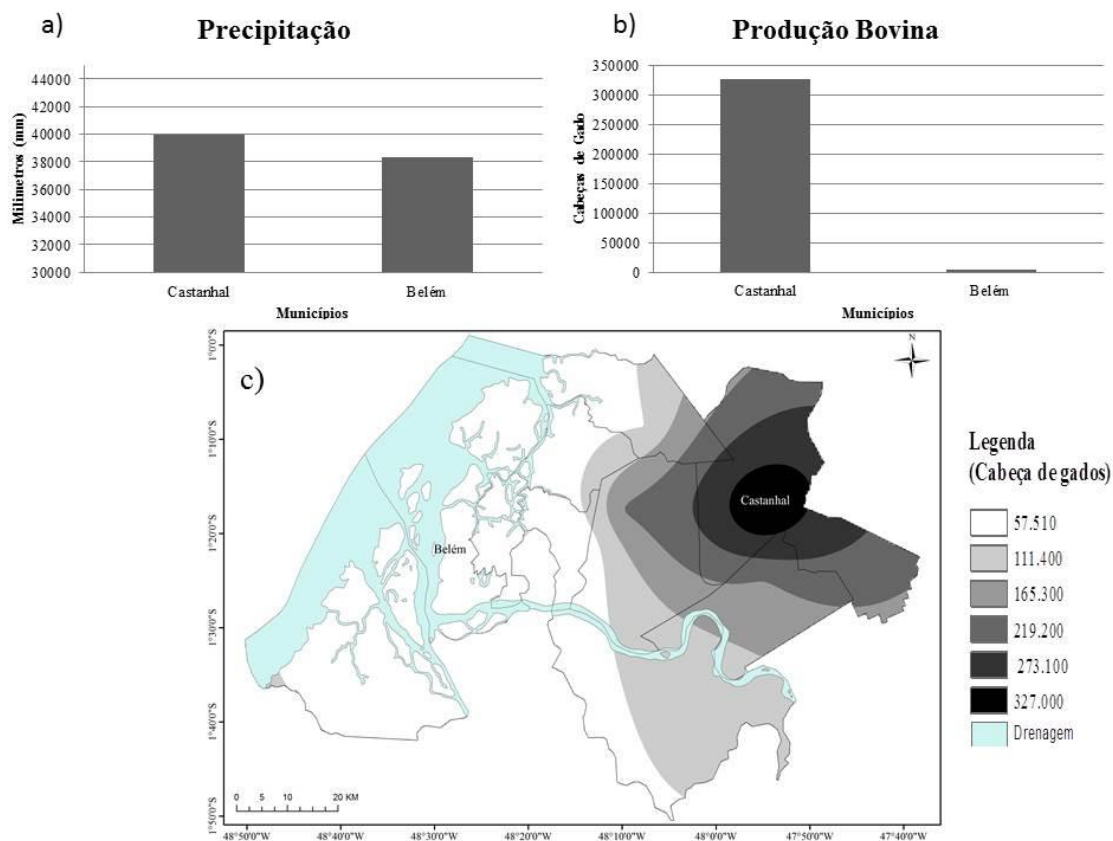 a)
Precipitação
Milímetros (mm)
44000
42000
40000
38000
36000
34000
32000
30000
Castanhal
Belém
Municípios
b)
Produção Bovina
Cabeças de Gado
350000
300000
250000
200000
150000
100000
50000
0
Castanhal
Belém
Municípios
c)
N
1°0'0"S
1°10'0"S
1°20'0"S
1°30'0"S
1°40'0"S
1°50'0"S
Castanhal
Belém
0 5 10 20 KM
48°50'0"W 48°40'0"W 48°30'0"W 48°20'0"W 48°10'0"W 48°0'0"W 47°50'0"W 47°40'0"W
Legenda
(Cabeça de gados)
57.510
111.400
165.300
219.200
273.100
327.000
Drenagem